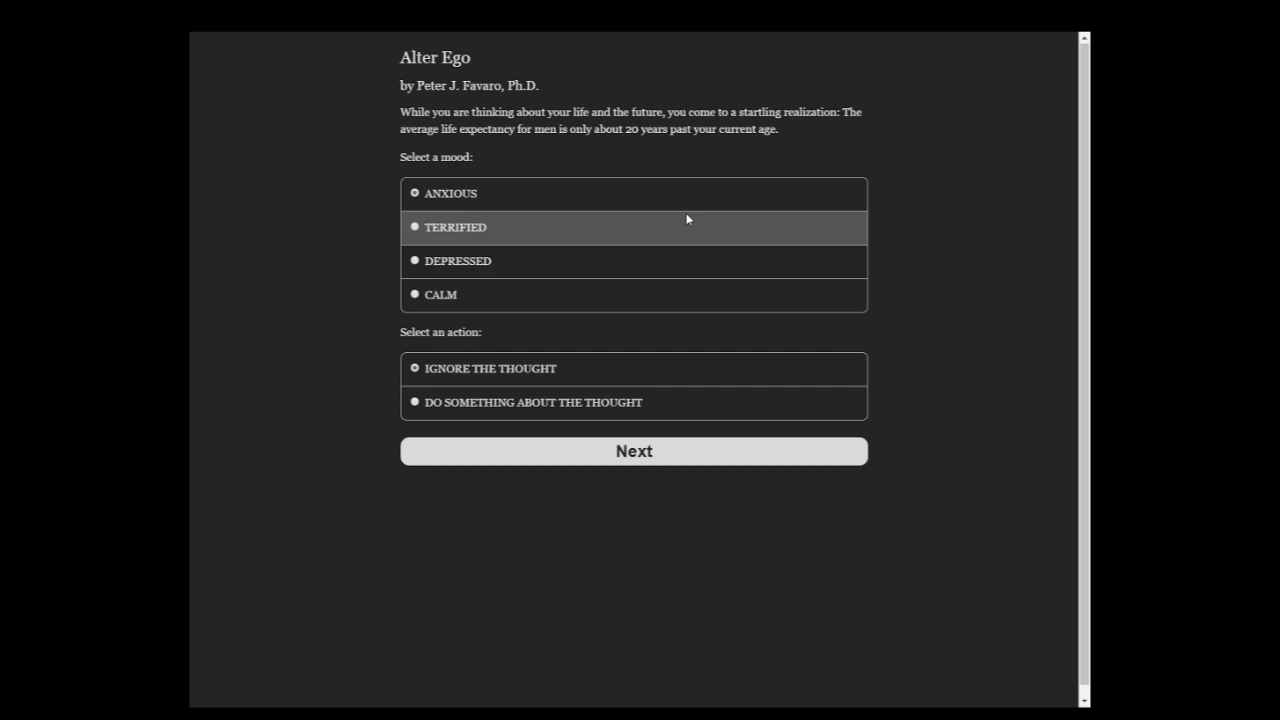 Alter Ego
by Peter J. Favaro, Ph.D.
While you are thinking about your life and the future, you come to a startling realization: The
average life expectancy for men is only about 20 years past your current age.
Select a mood:
ANXIOUS
TERRIFIED
DEPRESSED
CALM
Select an action:
IGNORE THE THOUGHT
DO SOMETHING ABOUT THE THOUGHT
Next